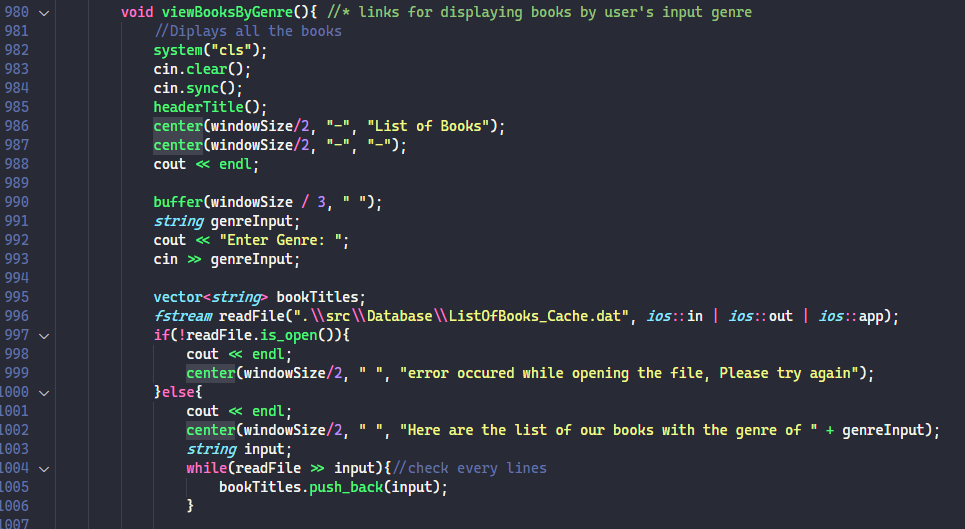 980 void viewBooksByGenre(){ //* links for displaying books by user's input genre
981 //Diplays all the books
982 system("cls");
983 cin.clear();
984 cin.sync();
985 headerTitle();
986 center(windowSize/2, "-", "List of Books");
987 center(windowSize/2, "-", "-");
988 cout << endl;
989
990 buffer(windowSize / 3, " ");
991 string genreInput;
992 cout << "Enter Genre: ";
993 cin >> genreInput;
994
995 vector<string> bookTitles;
996 fstream readFile(".\\src\\Database\\ListOfBooks_Cache.dat", ios::in | ios::out | ios::app);
997 if(!readFile.is_open()){
998 cout << endl;
999 center(windowSize/2, " ", "error occured while opening the file, Please try again");
1000 }else{
1001 cout << endl;
1002 center(windowSize/2, " ", "Here are the list of our books with the genre of " + genreInput);
1003 string input;
1004 while(readFile >> input){//check every lines
1005 bookTitles.push_back(input);
1006 }
1007